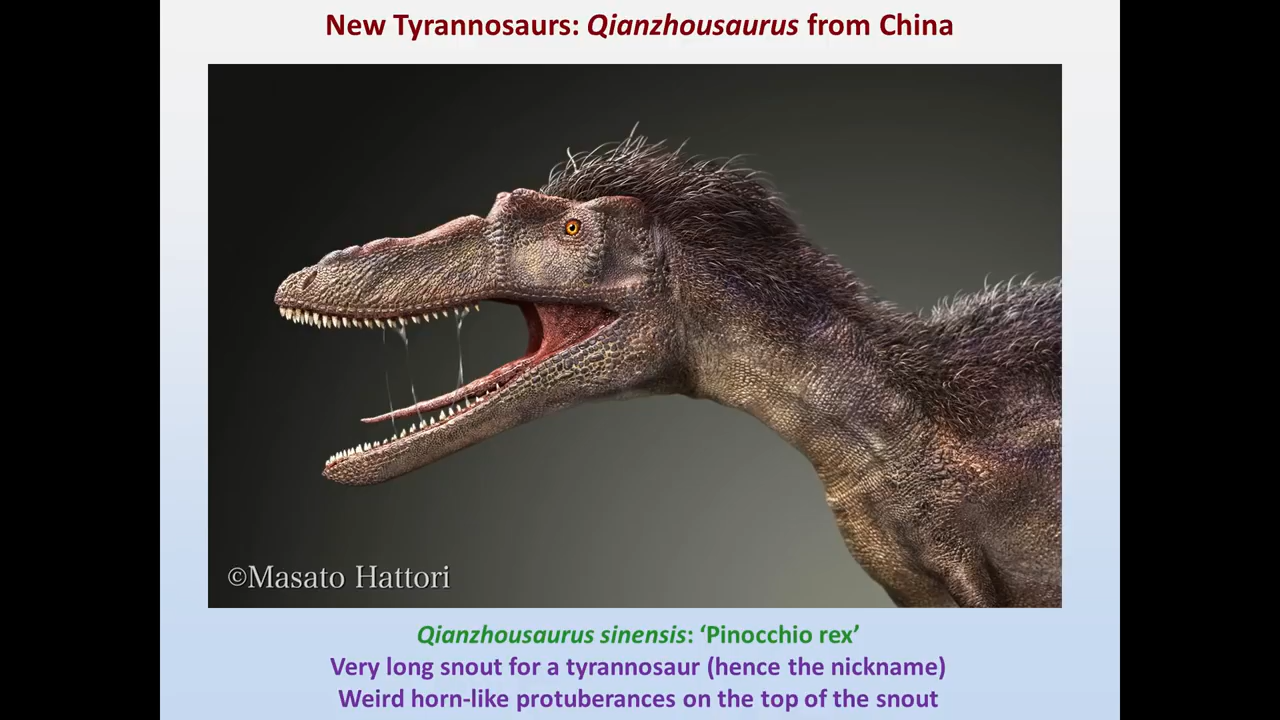 New Tyrannosaurs: Qianzhousaurus from China
©Masato Hattori
Qianzhousaurus sinensis: ‘Pinocchio rex’
Very long snout for a tyrannosaur (hence the nickname)
Weird horn-like protuberances on the top of the snout